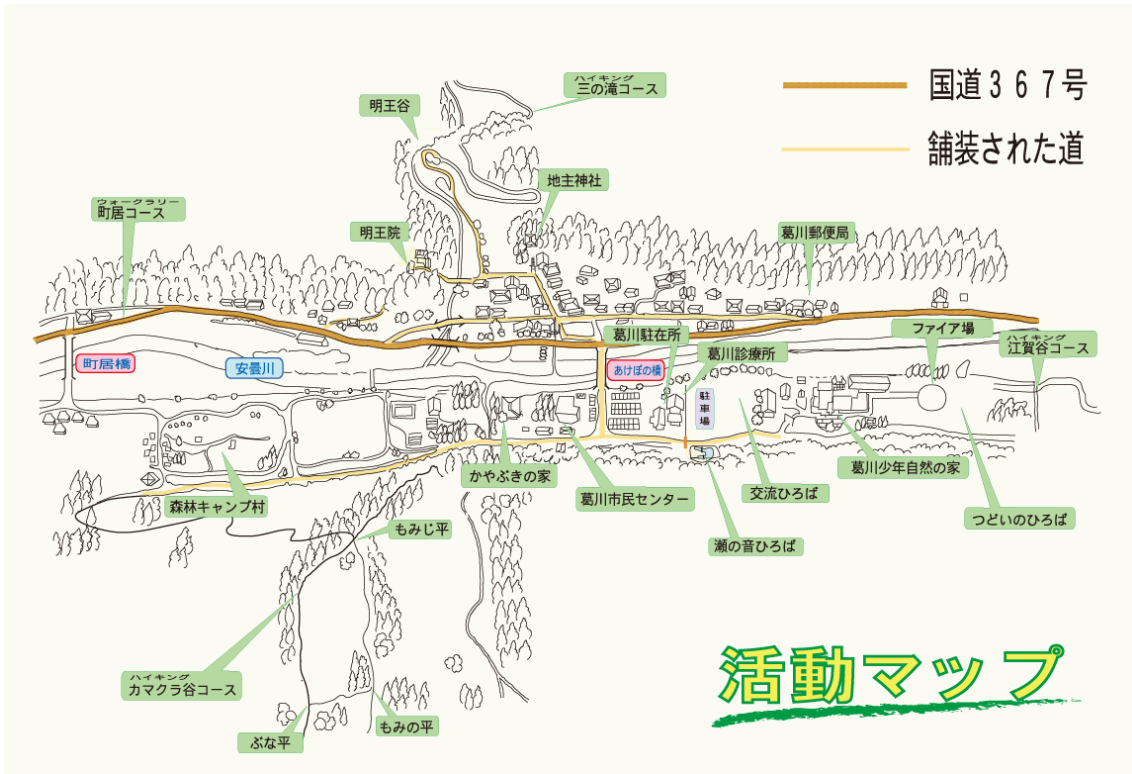 ハイキング
三の滝コース
国道３６７号
明王谷
舗装された道
地主神社
ウォークラリー
町居コース
明王院
葛川郵便局
葛川駐在所
ファイア場
ハイキング
江賀谷コース
葛川診療所
町居橋
安曇川
あけぼの橋
駐車場
かやぶきの家
葛川市民センター
交流ひろば
葛川少年自然の家
森林キャンプ村
つどいのひろば
もみじ平
瀬の音ひろば
ハイキング
カマクラ谷コース
活動マップ
もみの平
ぶな平